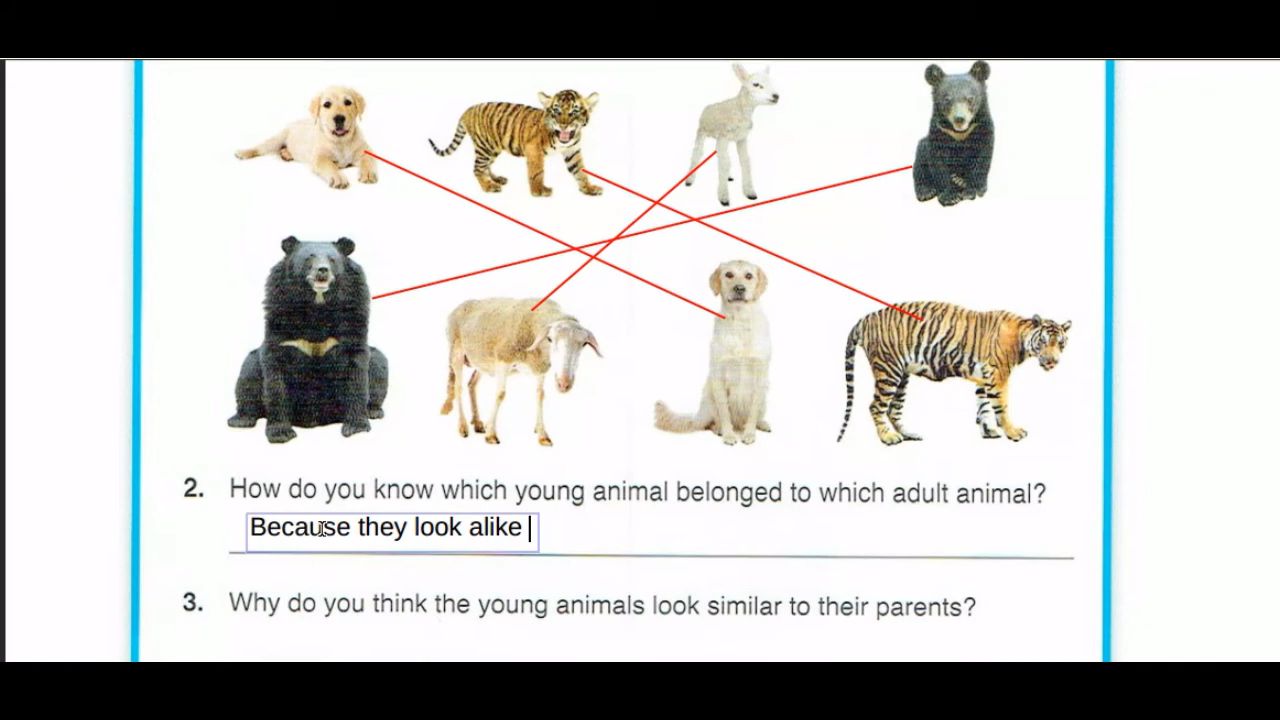 2. How do you know which young animal belonged to which adult animal?
Because they look alike
3. Why do you think the young animals look similar to their parents?